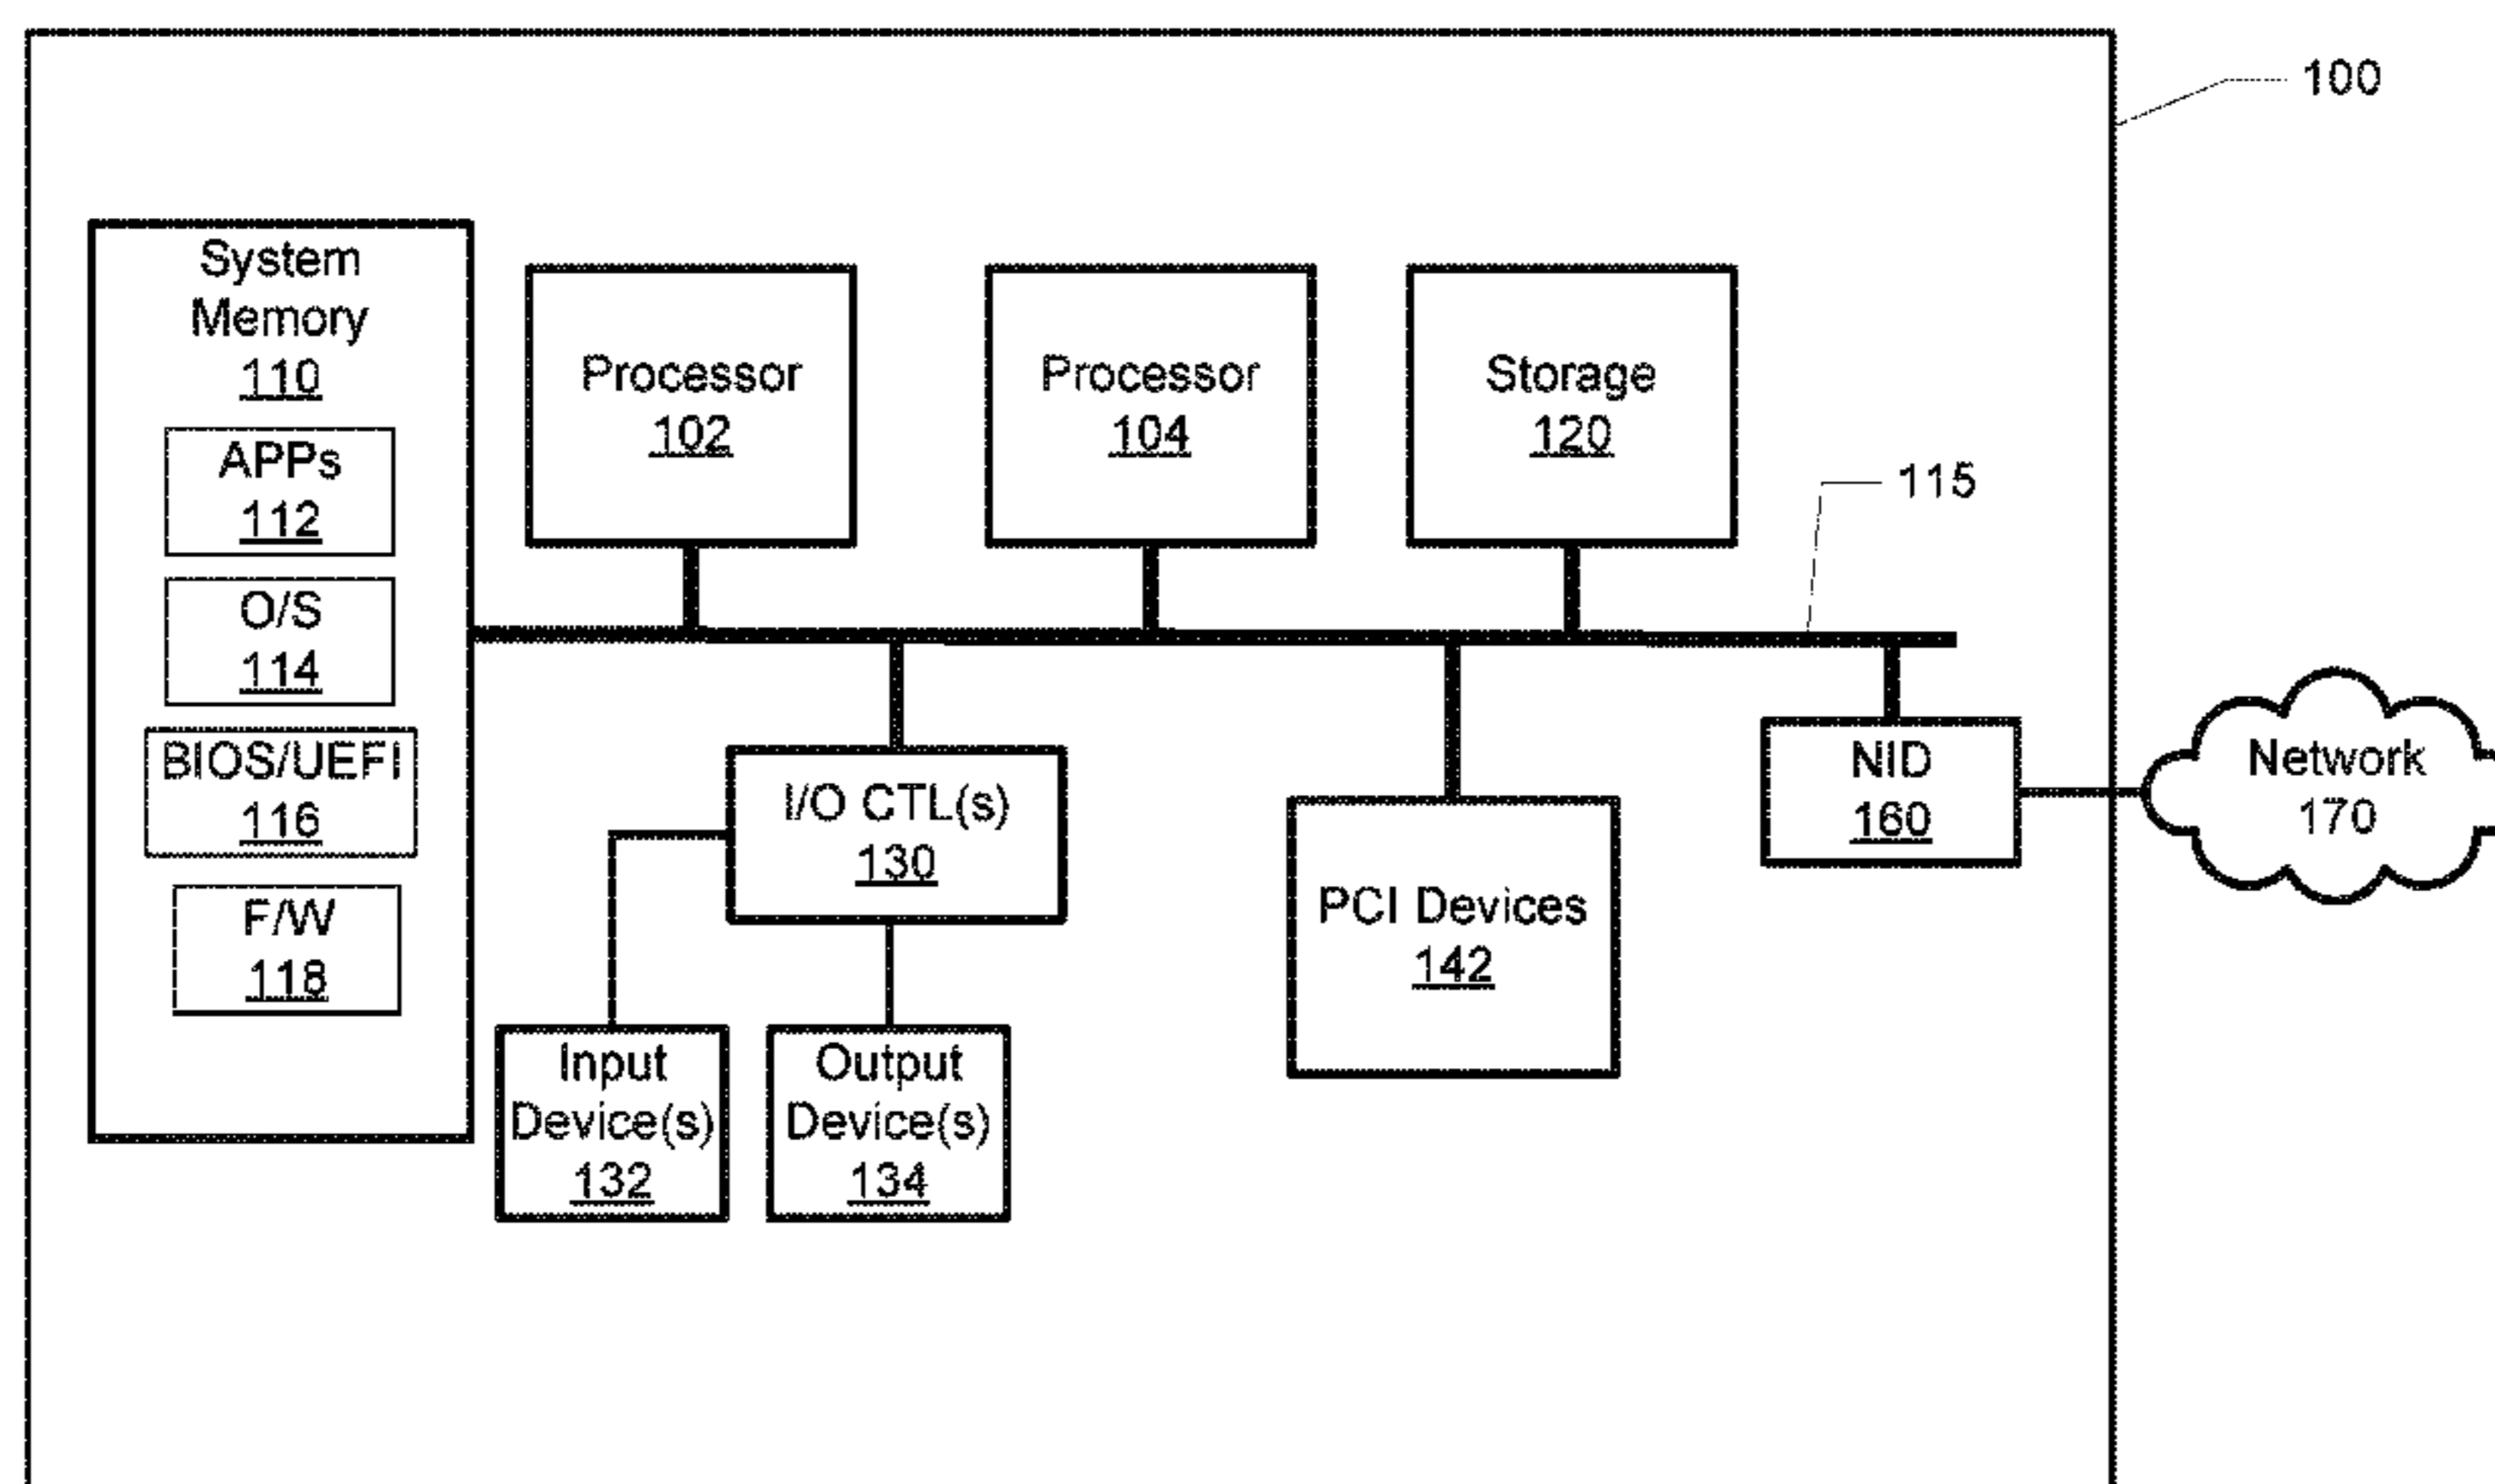 100
System
Memory
110
APPs
112
O/S
114
BIOS/UEFI
116
F/W
118
Processor
102
Processor
104
Storage
120
115
I/O CTL(s)
130
Input
Device(s)
132
Output
Device(s)
134
PCI Devices
142
NID
160
Network
170